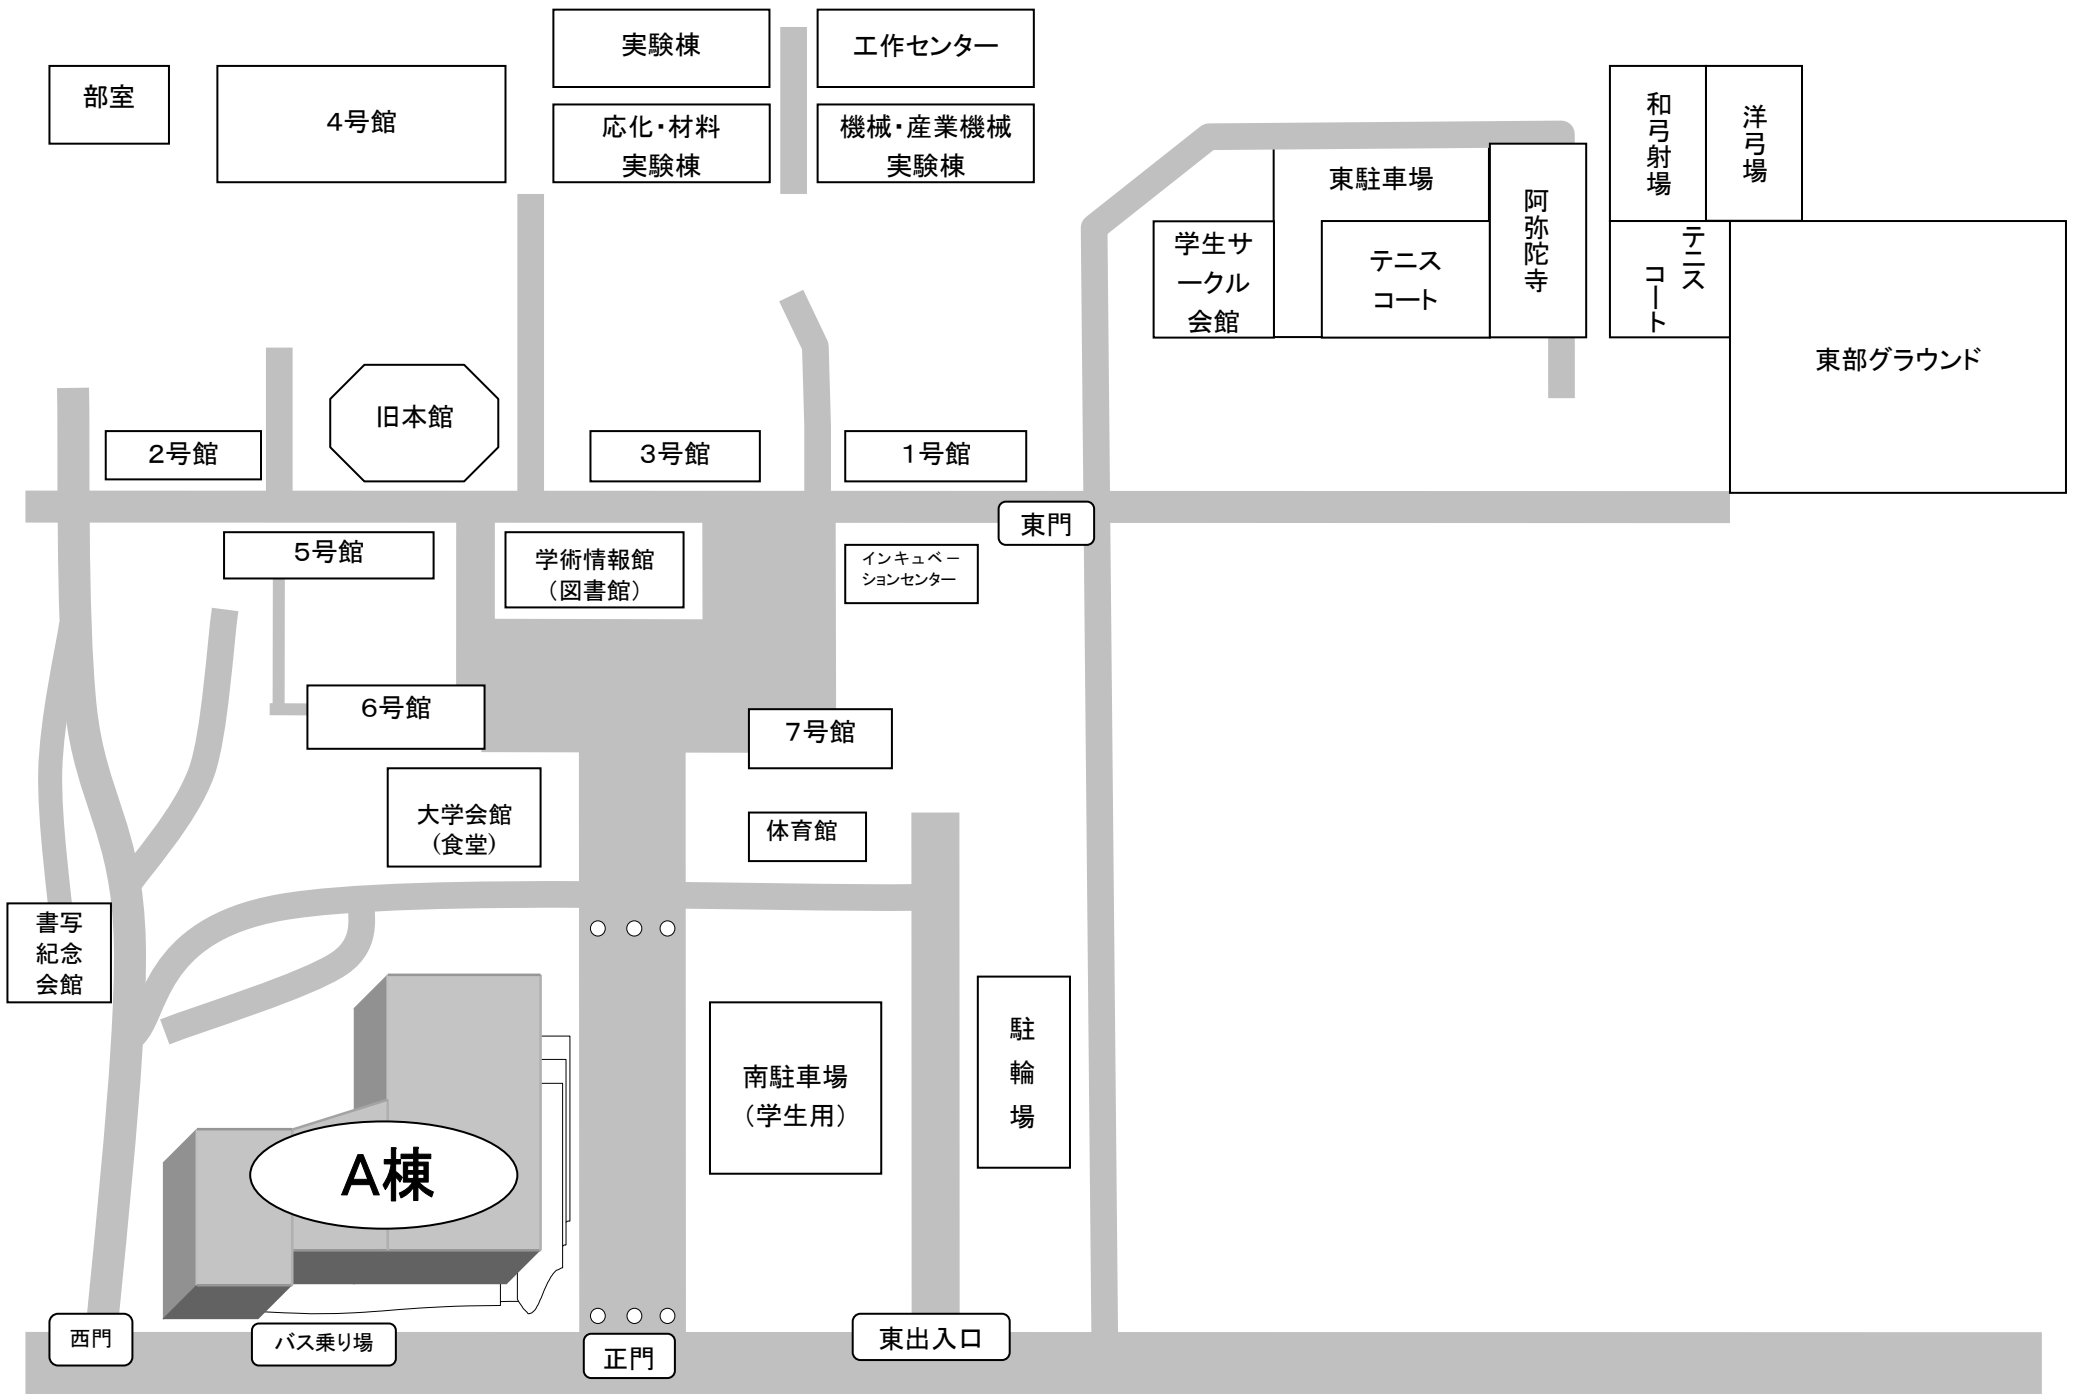 実験棟
工作センター
部室
4号館
応化・材料
実験棟
機械・産業機械
実験棟
和弓射場
洋弓場
東駐車場
阿弥陀寺
学生サ
ークル
会館
テニス
コート
テニス
コート
東部グラウンド
旧本館
2号館
3号館
1号館
東門
5号館
学術情報館
（図書館）
インキュベー
ションセンター
6号館
7号館
大学会館
(食堂)
体育館
書写
紀念
会館
南駐車場
（学生用）
駐
輪
場
A棟
西門
バス乗り場
正門
東出入口